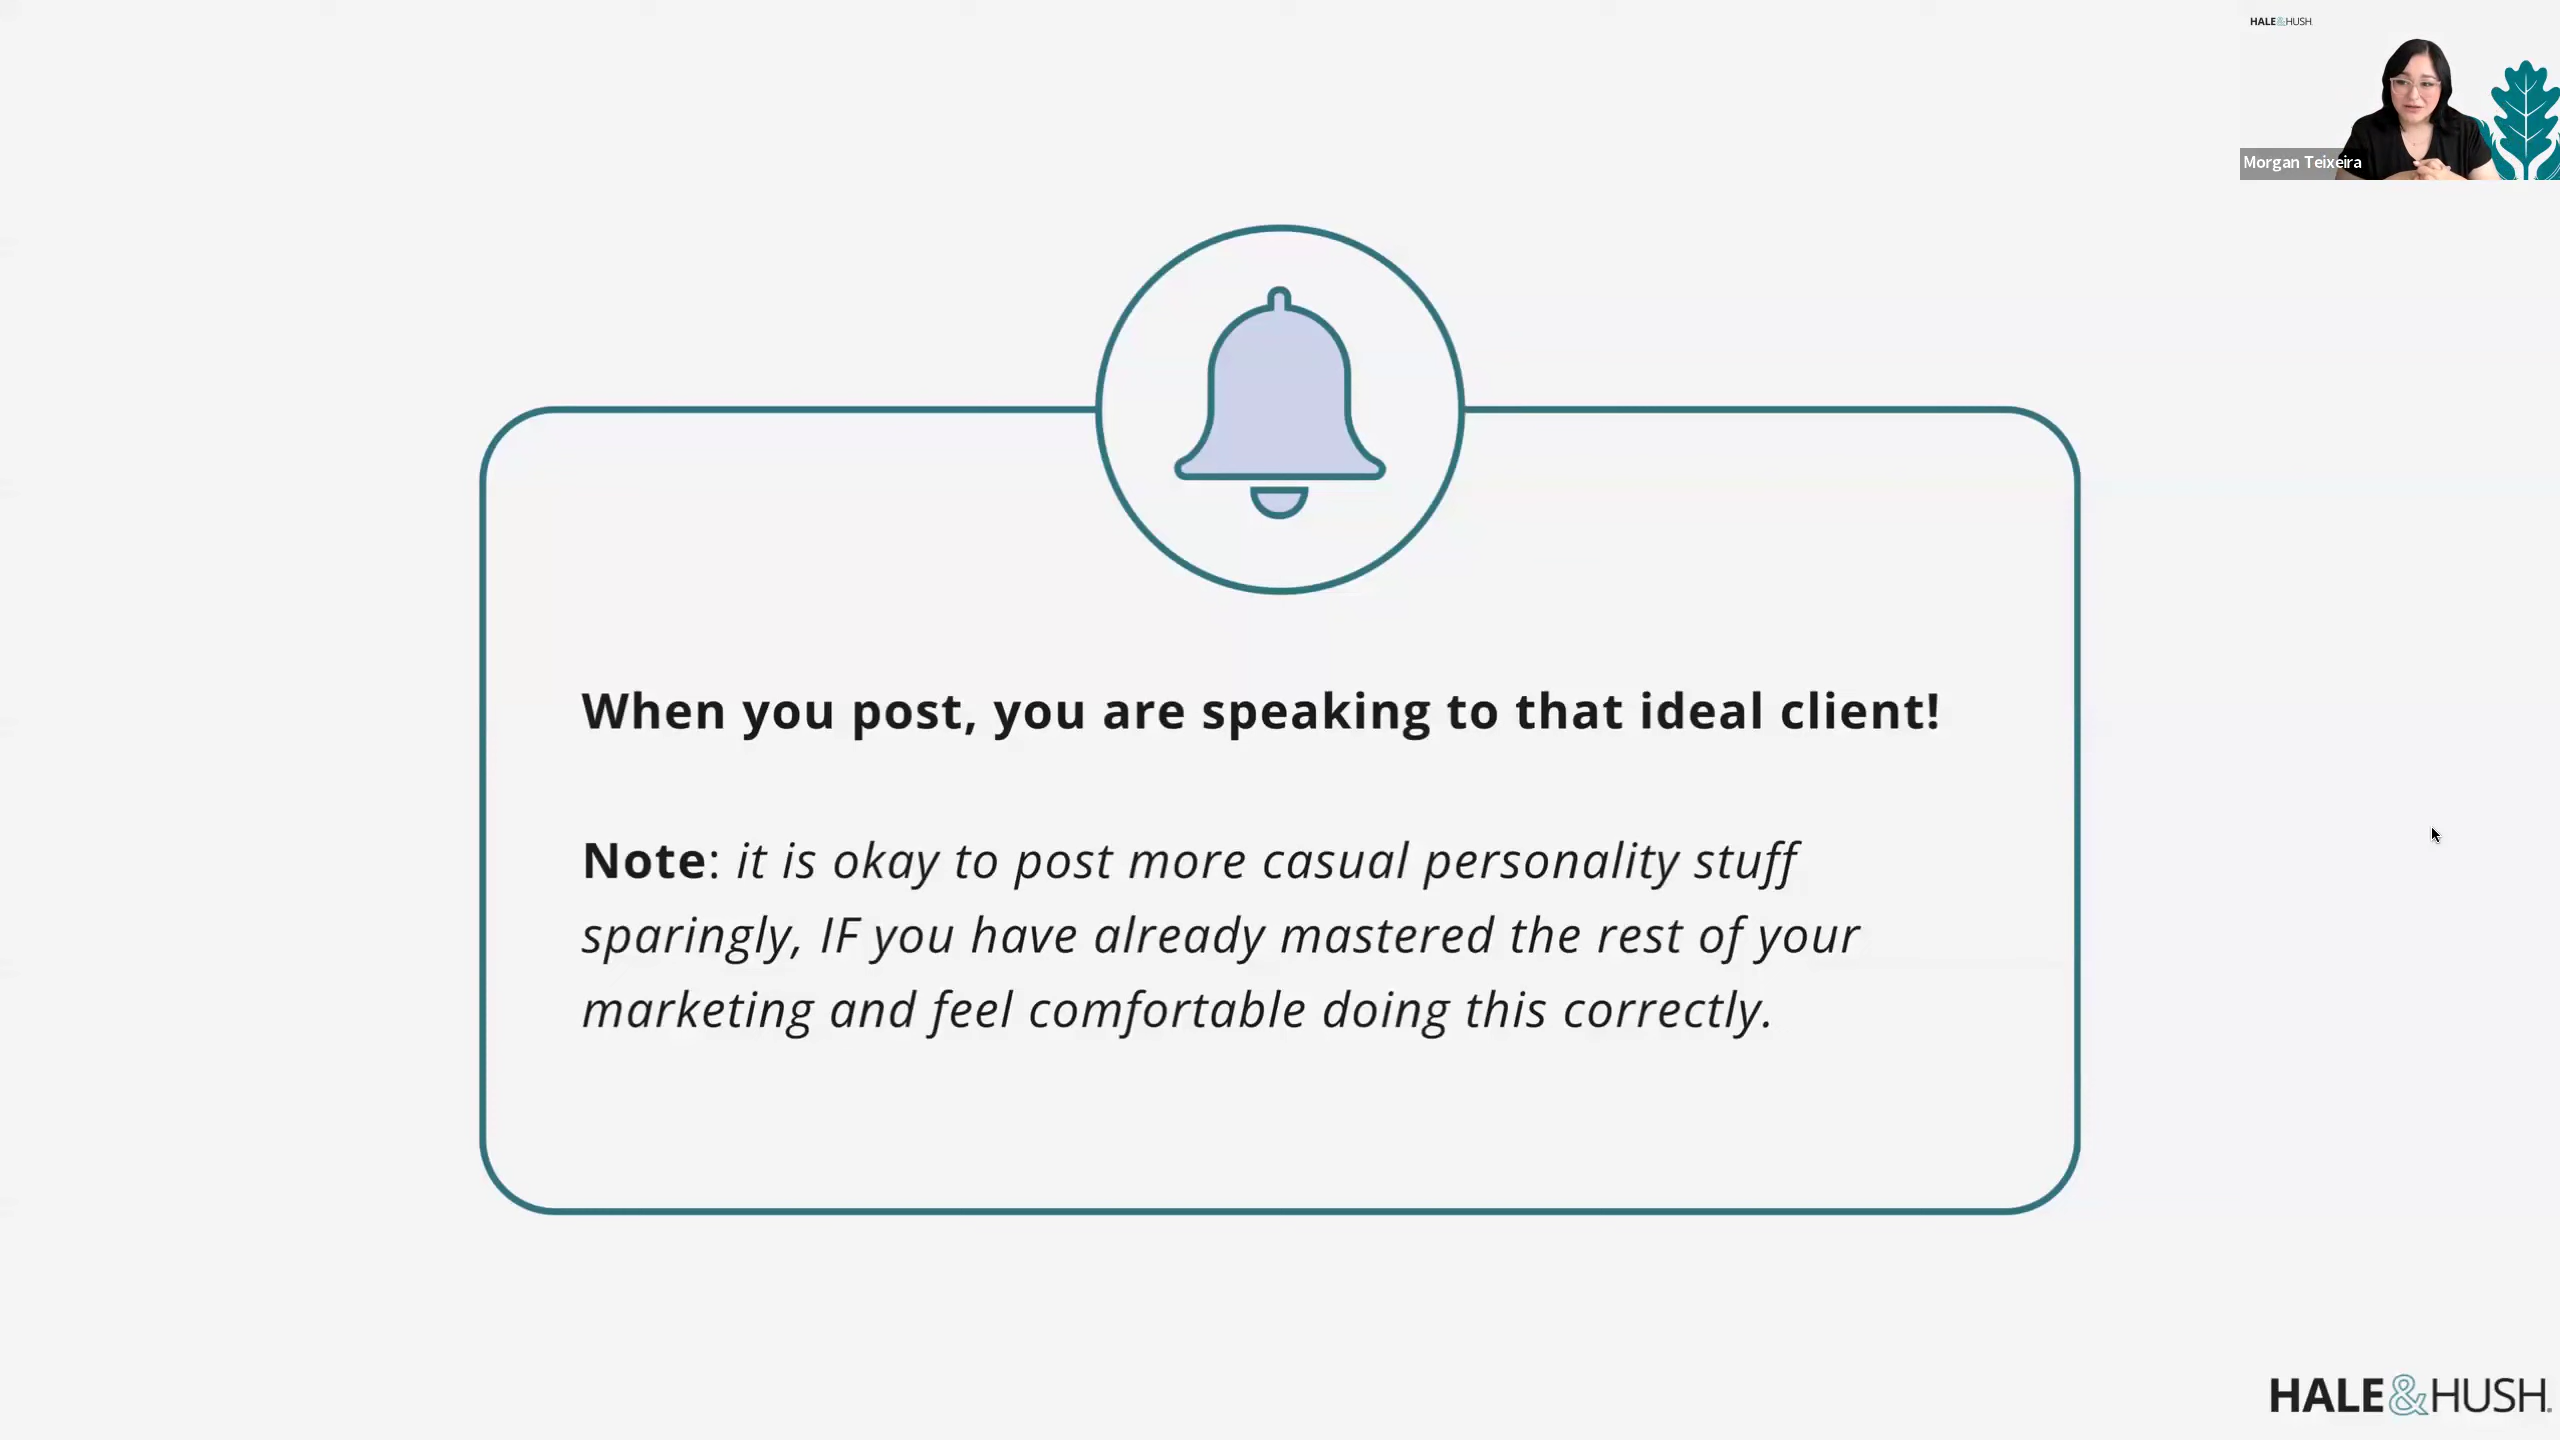 HALE&HUSH
Morgan Teixeira
When you post, you are speaking to that ideal client!
Note: it is okay to post more casual personality stuff
sparingly, IF you have already mastered the rest of your
marketing and feel comfortable doing this correctly.
HALE&HUSH.